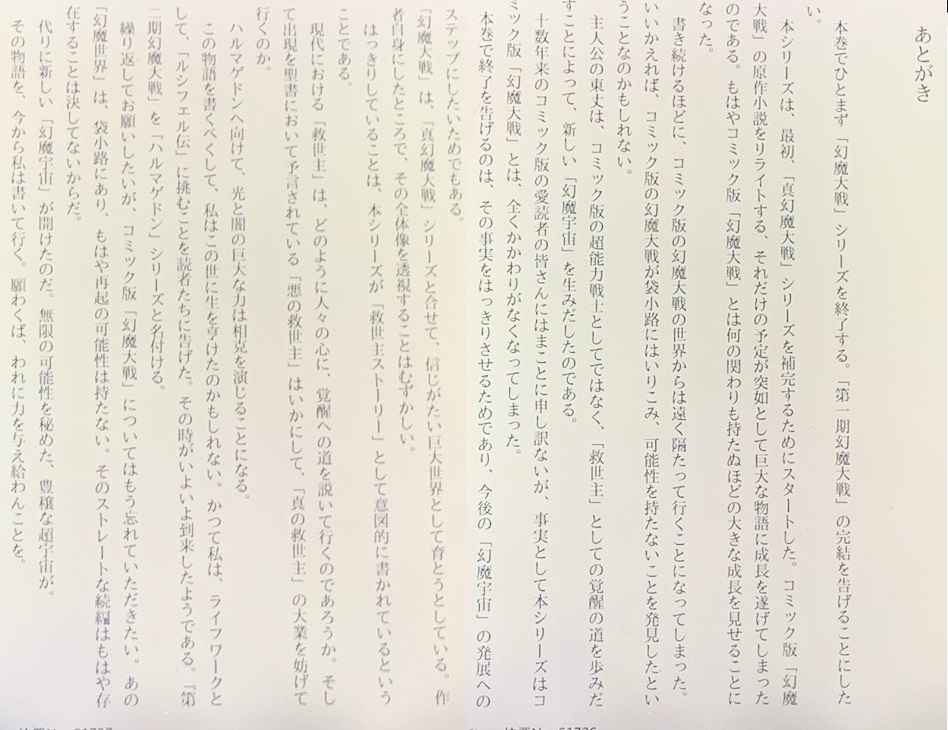 あとがき
本巻でひとまず「幻魔大戦」シリーズを終了する。「第一期幻魔大戦」の完結を告げることにした
い。
本シリーズは、最初、「真幻魔大戦」シリーズを補完するためにスタートした。コミック版「幻魔
大戦」の原作小説をリライトする、それだけの予定が突如として巨大な物語に成長を遂げてしまった
のである。もはやコミック版「幻魔大戦」とは何の関わりも持たぬほどの大きな成長を見せることに
なった。
書き続けるほどに、コミック版の幻魔大戦の世界からは遠く隔たって行くことになってしまった。
いいかえれば、コミック版の幻魔大戦が袋小路にはいりこみ、可能性を持たないことを発見したとい
うことなのかもしれない。
主人公の東丈は、コミック版の超能力戦士としてではなく、「救世主」としての覚醒の道を歩みだ
すことによって、新しい「幻魔宇宙」を生みだしたのである。
十数年来のコミック版の愛読者の皆さんにはまことに申し訳ないが、事実として本シリーズはコ
ミック版「幻魔大戦」とは、全くかかわりがなくなってしまった。
本巻で終了を告げるのは、その事実をはっきりさせるためであり、今後の「幻魔宇宙」の発展への
ステップにしたいためでもある。
「幻魔大戦」は、「真幻魔大戦」シリーズと合せて、信じがたい巨大世界として育とうとしている。作
者自身にしたところで、その全体像を透視することはむずかしい。
はっきりしていることは、本シリーズが「救世主ストーリー」として意図的に書かれているという
ことである。
現代における「救世主」は、どのように人々の心に、覚醒への道を説いて行くのであろうか。そし
て出現を聖書において予言されている「悪の救世主」はいかにして、「真の救世主」の大業を妨げて
行くのか。
ハルマゲドンへ向けて、光と闇の巨大な力は相克を演じることになる。
この物語を書くべくして、私はこの世に生を享けたのかもしれない。かつて私は、ライフワークと
して、「ルシフェル伝」に挑むことを読者たちに告げた。その時がいよいよ到来したようである。「第
二期幻魔大戦」を「ハルマゲドン」シリーズと名付ける。
繰り返してお願いしたいが、コミック版「幻魔大戦」についてはもう忘れていただきたい。あの
「幻魔世界」は、袋小路にあり、もはや再起の可能性は持たない。そのストレートな続編はもはや存
在することは決してないからだ。
代りに新しい「幻魔宇宙」が開けたのだ。無限の可能性を秘めた、豊穣な超宇宙が。
その物語を、今から私は書いて行く。願わくば、われに力を与え給わんことを。